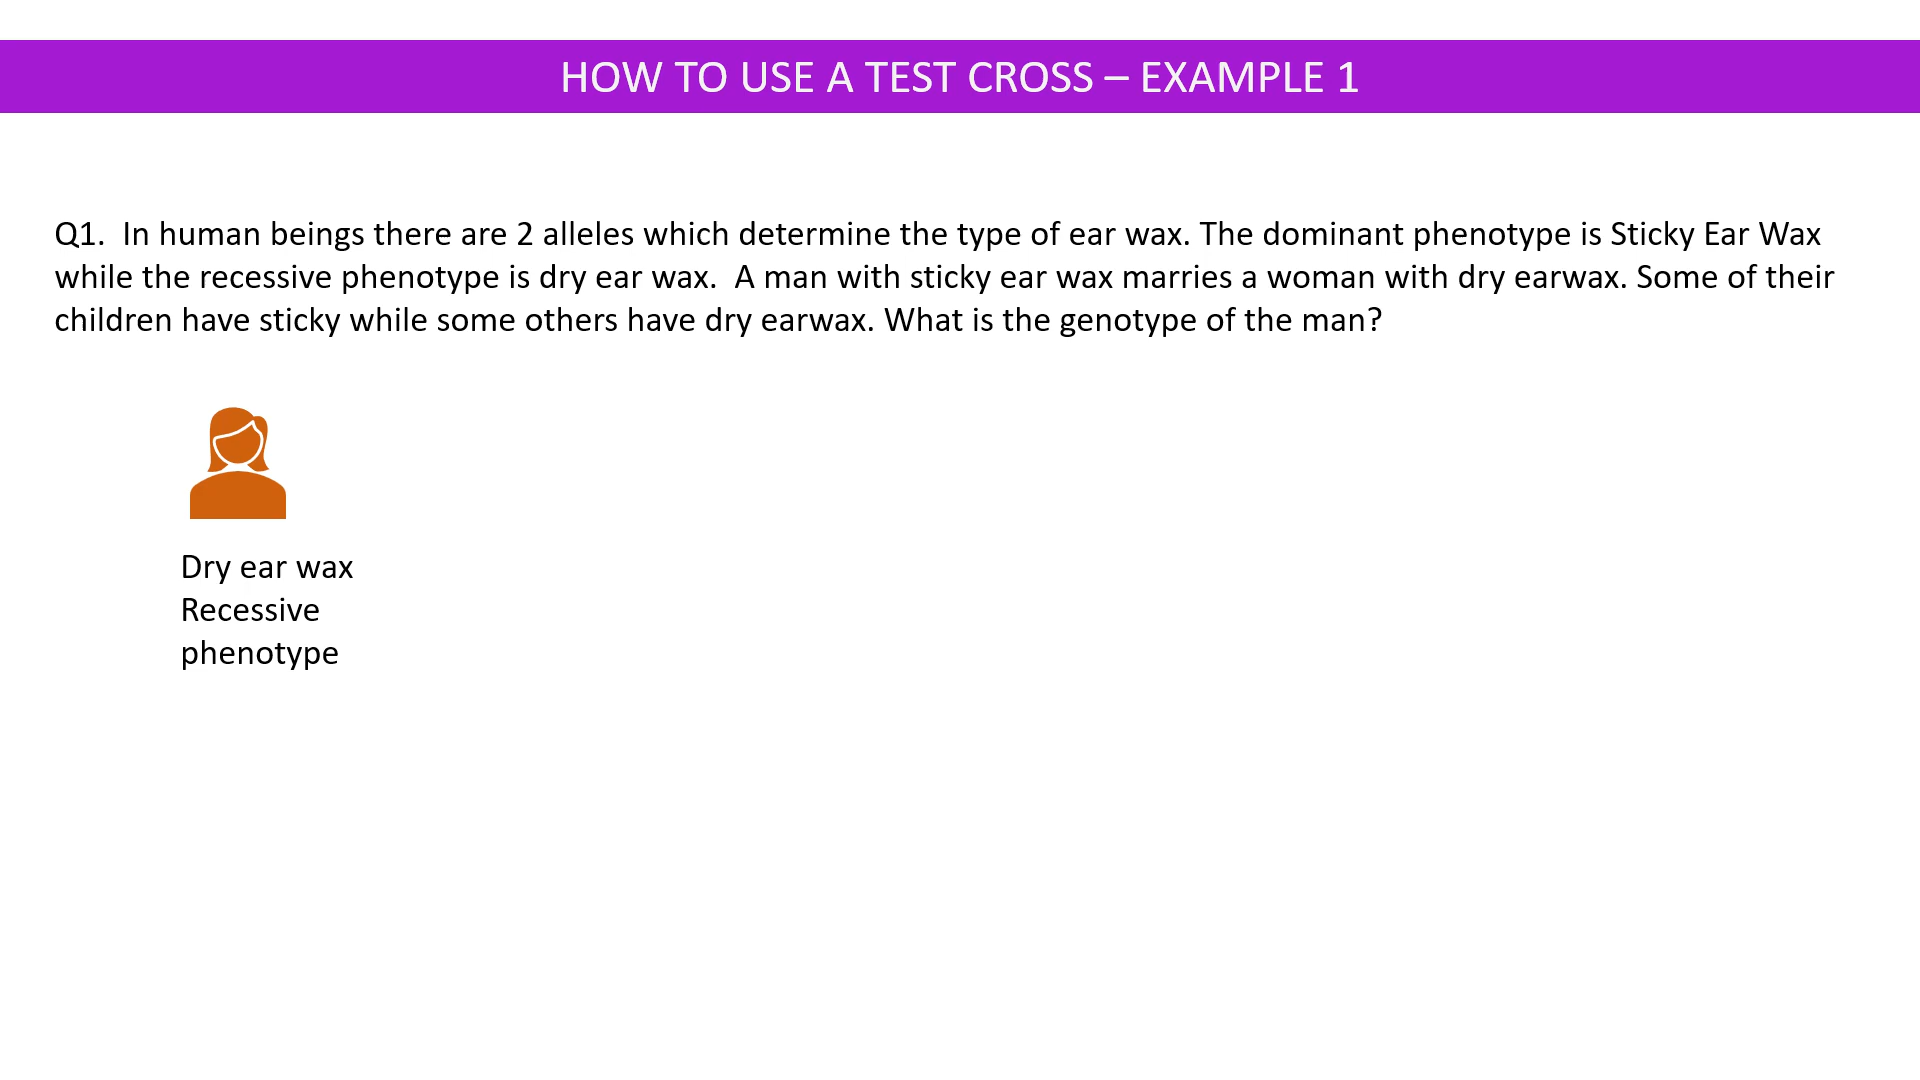 HOW TO USE A TEST CROSS – EXAMPLE 1
Q1.  In human beings there are 2 alleles which determine the type of ear wax. The dominant phenotype is Sticky Ear Wax
while the recessive phenotype is dry ear wax.  A man with sticky ear wax marries a woman with dry earwax. Some of their
children have sticky while some others have dry earwax. What is the genotype of the man?
Dry ear wax
Recessive
phenotype